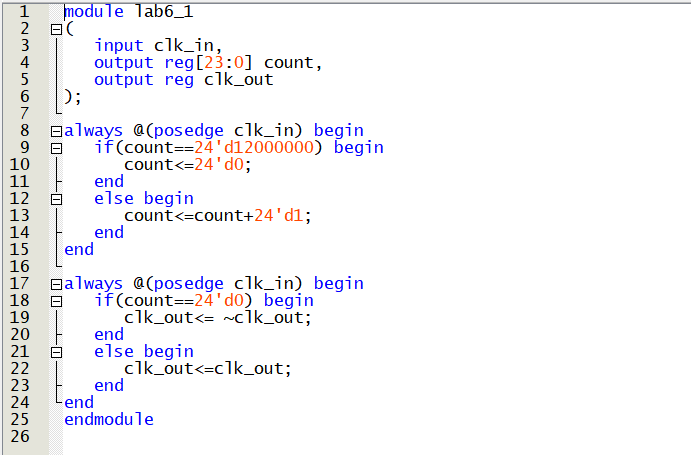 1 module lab6_1
2 (
3 input clk_in,
4 output reg[23:0] count,
5 output reg clk_out
6 );
7
8 always @(posedge clk_in) begin
9 if(count==24'd12000000) begin
10 count<=24'd0;
11 end
12 else begin
13 count<=count+24'd1;
14 end
15 end
16
17 always @(posedge clk_in) begin
18 if(count==24'd0) begin
19 clk_out<= ~clk_out;
20 end
21 else begin
22 clk_out<=clk_out;
23 end
24 end
25 endmodule
26